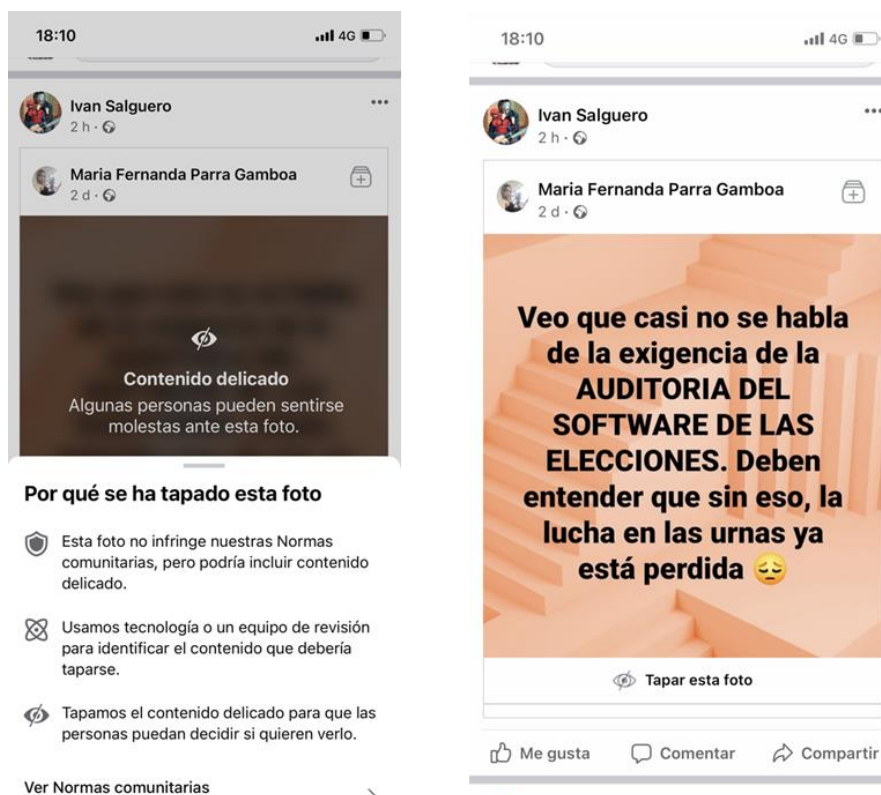 18:10
4G
Ivan Salguero
2 h ·
Maria Fernanda Parra Gamboa
2 d ·
Contenido delicado
Algunas personas pueden sentirse
molestas ante esta foto.
Por qué se ha tapado esta foto
Esta foto no infringe nuestras Normas
comunitarias, pero podría incluir contenido
delicado.
Usamos tecnología o un equipo de revisión
para identificar el contenido que debería
taparse.
Tapamos el contenido delicado para que las
personas puedan decidir si quieren verlo.
Ver Normas comunitarias
18:10
4G
Ivan Salguero
2 h ·
Maria Fernanda Parra Gamboa
2 d ·
Veo que casi no se habla
de la exigencia de la
AUDITORIA DEL
SOFTWARE DE LAS
ELECCIONES. Deben
entender que sin eso, la
lucha en las urnas ya
está perdida 😔
Tapar esta foto
Me gusta
Comentar
Compartir